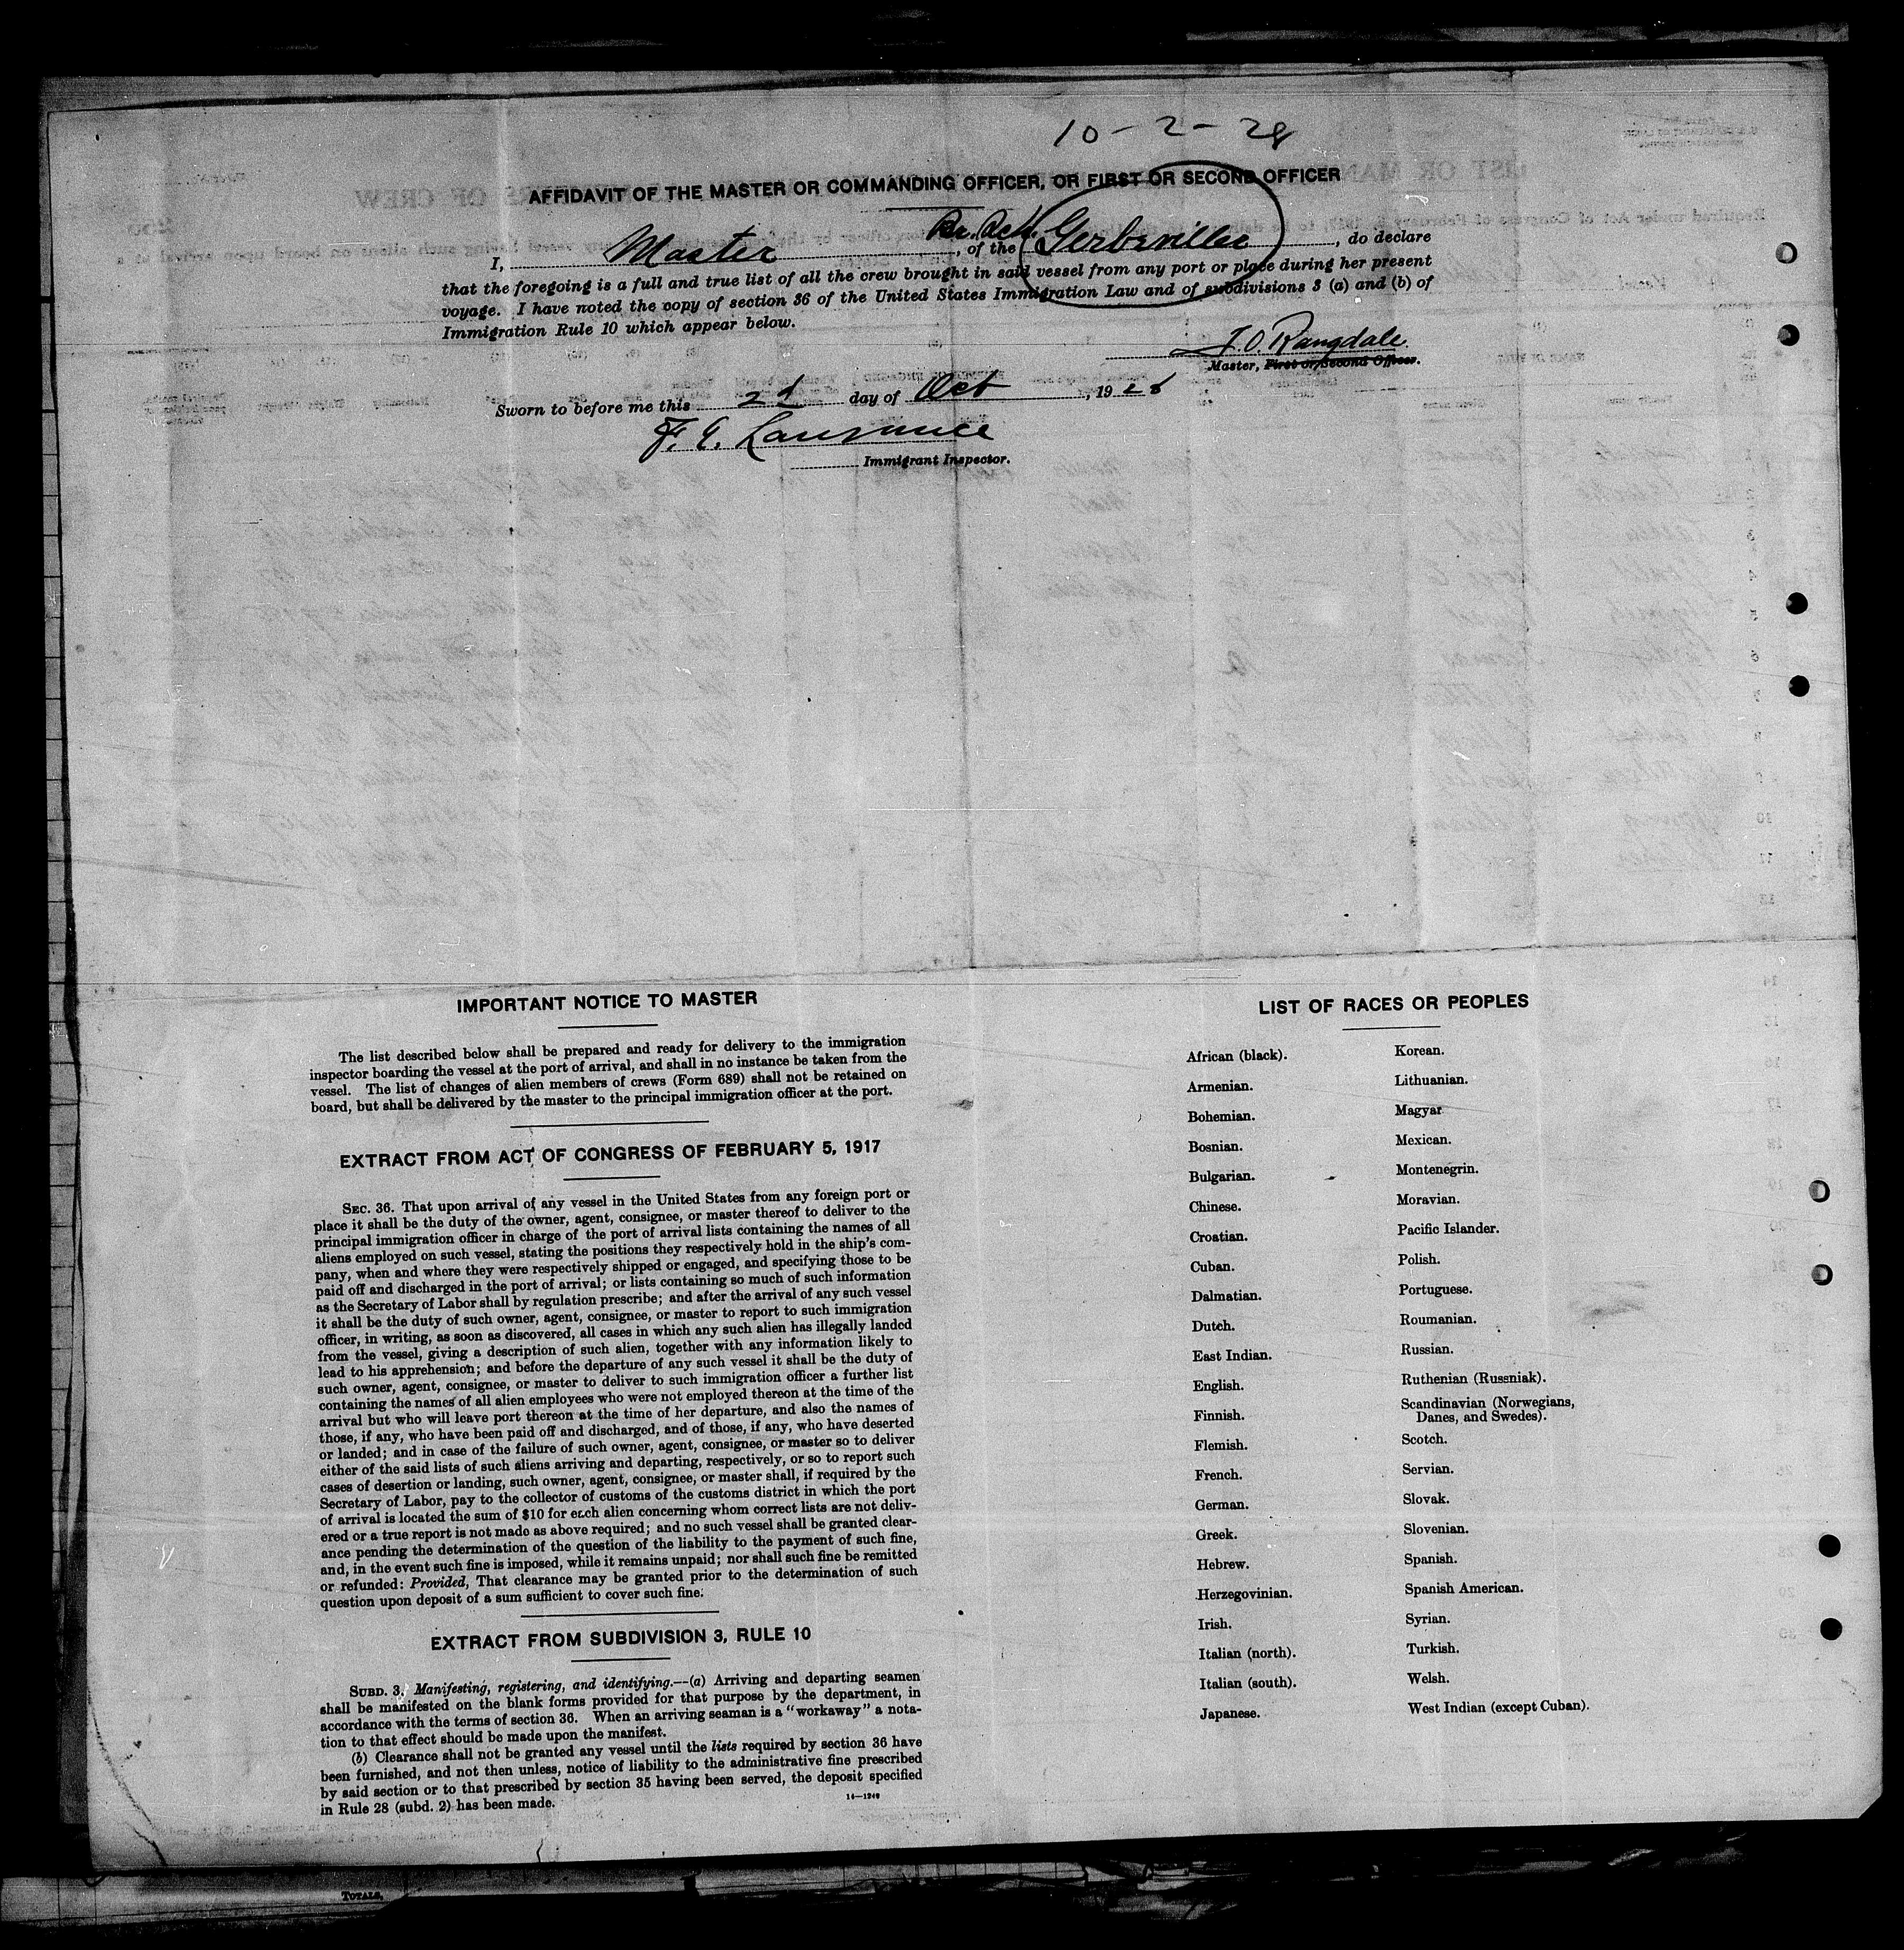 10-2-28
AFFIDAVIT OF THE MASTER OR COMMANDING OFFICER, OR FIRST OR SECOND OFFICER
I, Master, of the Br. Sch. Gerberviller, do declare
that the foregoing is a full and true list of all the crew brought in said vessel from any port or place during her present
voyage. I have noted the copy of section 36 of the United States Immigration Law and of subdivisions 3 (a) and (b) of
Immigration Rule 10 which appear below.
Master, First or Second Officer.
Sworn to before me this 2d day of Oct, 1928
Immigrant Inspector.
IMPORTANT NOTICE TO MASTER
The list described below shall be prepared and ready for delivery to the immigration
inspector boarding the vessel at the port of arrival, and shall in no instance be taken from the
vessel. The list of changes of alien members of crews (Form 689) shall not be retained on
board, but shall be delivered by the master to the principal immigration officer at the port.
EXTRACT FROM ACT OF CONGRESS OF FEBRUARY 5, 1917
SEC. 36. That upon arrival of any vessel in the United States from any foreign port or
place it shall be the duty of the owner, agent, consignee, or master thereof to deliver to the
principal immigration officer in charge of the port of arrival lists containing the names of all
aliens employed on such vessel, stating the positions they respectively hold in the ship's com-
pany, when and where they were respectively shipped or engaged, and specifying those to be
paid off and discharged in the port of arrival; or lists containing so much of such information
as the Secretary of Labor shall by regulation prescribe; and after the arrival of any such vessel
it shall be the duty of such owner, agent, consignee, or master to report to such immigration
officer, in writing, as soon as discovered, all cases in which any such alien has illegally landed
from the vessel, giving a description of such alien, together with any information likely to
lead to his apprehension; and before the departure of any such vessel it shall be the duty of
such owner, agent, consignee, or master to deliver to such immigration officer a further list
containing the names of all alien employees who were not employed thereon at the time of the
arrival but who will leave port thereon at the time of her departure, and also the names of
those, if any, who have been paid off and discharged, and of those, if any, who have deserted
or landed; and in case of the failure of such owner, agent, consignee, or master so to deliver
either of the said lists of such aliens arriving and departing, respectively, or so to report such
cases of desertion or landing, such owner, agent, consignee, or master shall, if required by the
Secretary of Labor, pay to the collector of customs of the customs district in which the port
of arrival is located the sum of $10 for each alien concerning whom correct lists are not deliv-
ered or a true report is not made as above required; and no such vessel shall be granted clear-
ance pending the determination of the question of the liability to the payment of such fine,
and, in the event such fine is imposed, while it remains unpaid; nor shall such fine be remitted
or refunded: Provided, That clearance may be granted prior to the determination of such
question upon deposit of a sum sufficient to cover such fine.
EXTRACT FROM SUBDIVISION 3, RULE 10
SUBD. 3. Manifesting, registering, and identifying.—(a) Arriving and departing seamen
shall be manifested on the blank forms provided for that purpose by the department, in
accordance with the terms of section 36. When an arriving seaman is a "workaway" a nota-
tion to that effect should be made upon the manifest.
(b) Clearance shall not be granted any vessel until the lists required by section 36 have
been furnished, and not then unless, notice of liability to the administrative fine prescribed
by said section or to that prescribed by section 35 having been served, the deposit specified
in Rule 28 (subd. 2) has been made.
14—1240
LIST OF RACES OR PEOPLES
African (black).
Armenian.
Bohemian.
Bosnian.
Bulgarian.
Chinese.
Croatian.
Cuban.
Dalmatian.
Dutch.
East Indian.
English.
Finnish.
Flemish.
French.
German.
Greek.
Hebrew.
Herzegovinian.
Irish.
Italian (north).
Italian (south).
Japanese.
Korean.
Lithuanian.
Magyar
Mexican.
Montenegrin.
Moravian.
Pacific Islander.
Polish.
Portuguese.
Roumanian.
Russian.
Ruthenian (Russniak).
Scandinavian (Norwegians,
Danes, and Swedes).
Scotch.
Servian.
Slovak.
Slovenian.
Spanish.
Spanish American.
Syrian.
Turkish.
Welsh.
West Indian (except Cuban).
TOTALS,